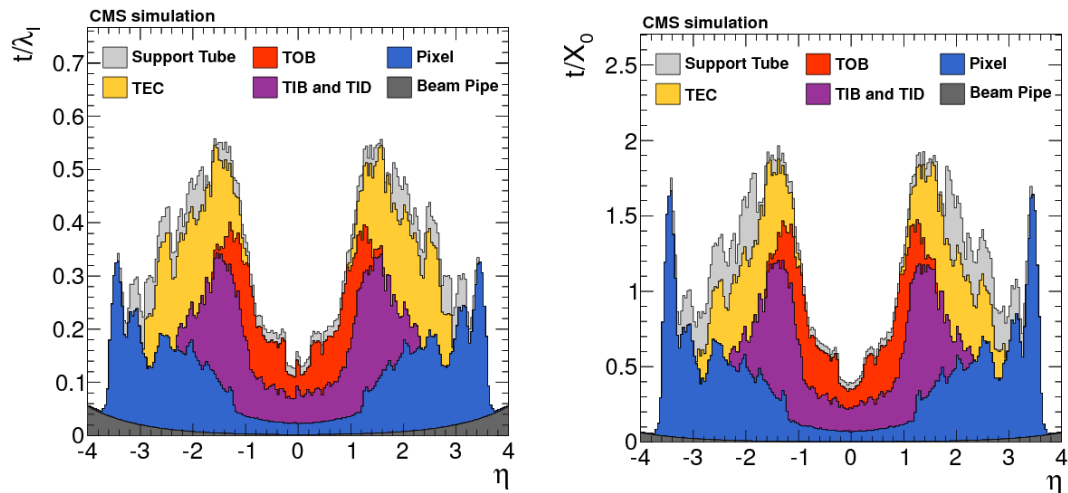 CMS simulation
t/λI
Support Tube
TOB
Pixel
TEC
TIB and TID
Beam Pipe
0.7
0.6
0.5
0.4
0.3
0.2
0.1
0
-4 -3 -2 -1 0 1 2 3 4
η
CMS simulation
t/X0
Support Tube
TOB
Pixel
TEC
TIB and TID
Beam Pipe
2.5
2
1.5
1
0.5
0
-4 -3 -2 -1 0 1 2 3 4
η